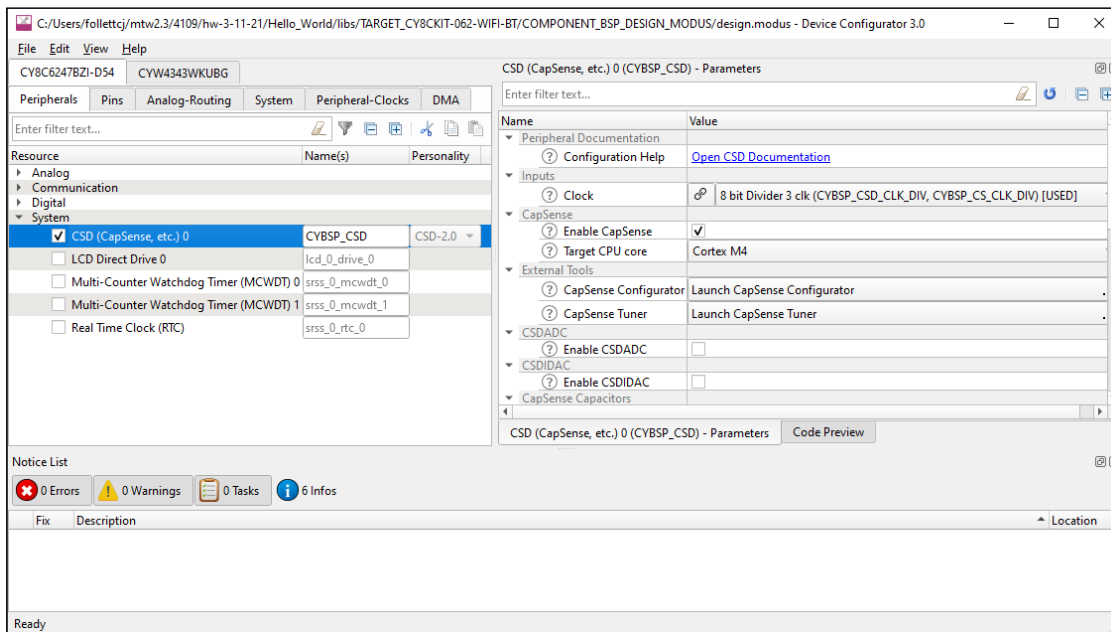 C:/Users/follettcj/mtw2.3/4109/hw-3-11-21/Hello_World/libs/TARGET_CY8CKIT-062-WIFI-BT/COMPONENT_BSP_DESIGN_MODUS/design.modus - Device Configurator 3.0
File Edit View Help
CY8C6247BZI-D54 CYW4343WKUBG
Peripherals Pins Analog-Routing System Peripheral-Clocks DMA
Enter filter text...
Resource Name(s) Personality
Analog
Communication
Digital
System
CSD (CapSense, etc.) 0 CYBSP_CSD CSD-2.0
LCD Direct Drive 0 lcd_0_drive_0
Multi-Counter Watchdog Timer (MCWDT) 0 srss_0_mcwdt_0
Multi-Counter Watchdog Timer (MCWDT) 1 srss_0_mcwdt_1
Real Time Clock (RTC) srss_0_rtc_0
CSD (CapSense, etc.) 0 (CYBSP_CSD) - Parameters
Enter filter text...
Name Value
Peripheral Documentation
? Configuration Help Open CSD Documentation
Inputs
? Clock 8 bit Divider 3 clk (CYBSP_CSD_CLK_DIV, CYBSP_CS_CLK_DIV) [USED]
CapSense
? Enable CapSense
? Target CPU core Cortex M4
External Tools
? CapSense Configurator Launch CapSense Configurator
? CapSense Tuner Launch CapSense Tuner
CSDADC
? Enable CSDADC
CSDIDAC
? Enable CSDIDAC
CapSense Capacitors
CSD (CapSense, etc.) 0 (CYBSP_CSD) - Parameters Code Preview
Notice List
0 Errors 0 Warnings 0 Tasks 6 Infos
Fix Description Location
Ready